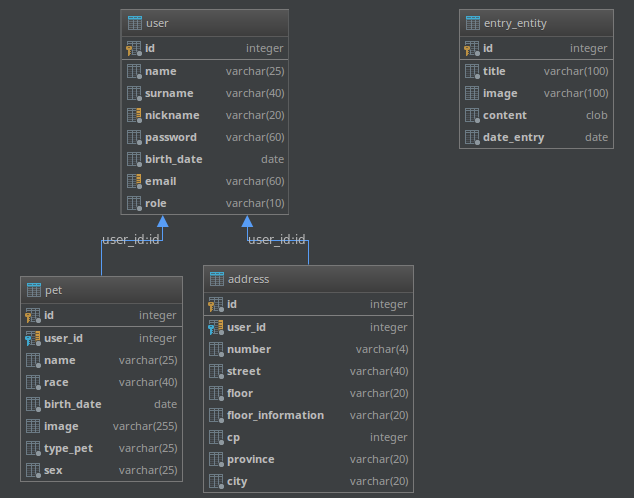 user
id integer
name varchar(25)
surname varchar(40)
nickname varchar(20)
password varchar(60)
birth_date date
email varchar(60)
role varchar(10)
entry_entity
id integer
title varchar(100)
image varchar(100)
content clob
date_entry date
user_id:id
user_id:id
pet
id integer
user_id integer
name varchar(25)
race varchar(40)
birth_date date
image varchar(255)
type_pet varchar(25)
sex varchar(25)
address
id integer
user_id integer
number varchar(4)
street varchar(40)
floor varchar(20)
floor_information varchar(20)
cp integer
province varchar(20)
city varchar(20)